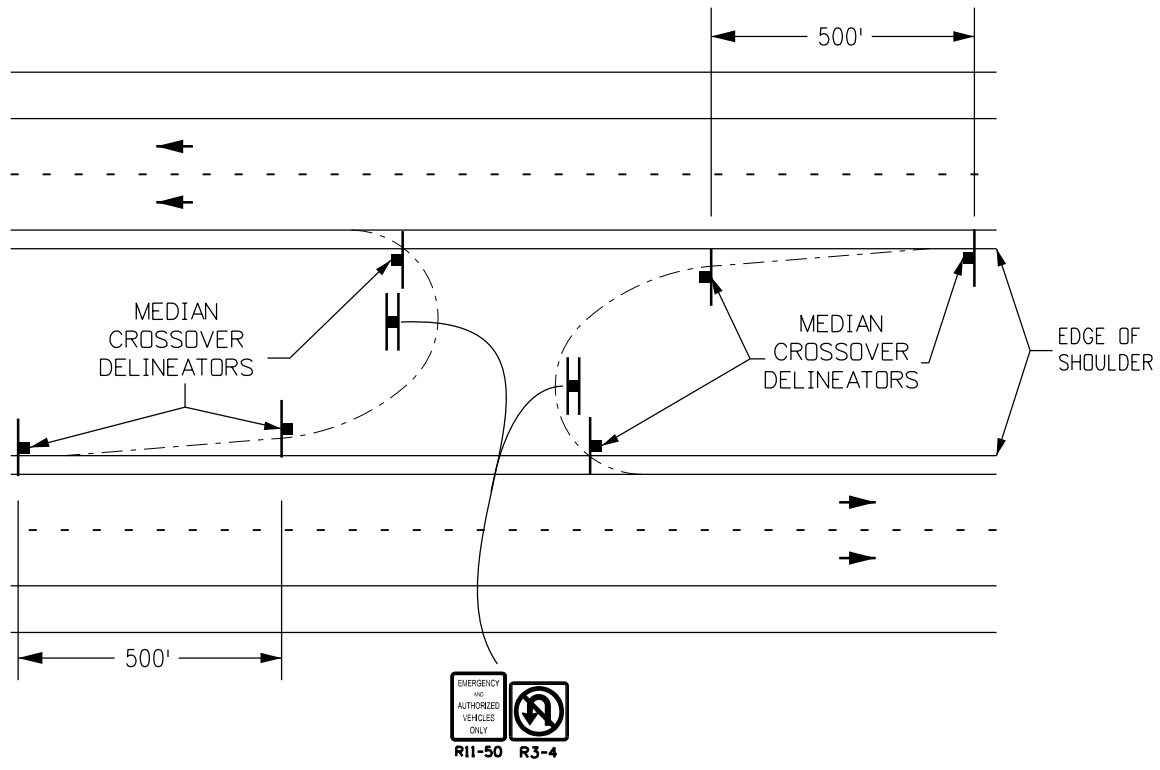 500'
MEDIAN
CROSSOVER
DELINEATORS
MEDIAN
CROSSOVER
DELINEATORS
EDGE OF
SHOULDER
500'
EMERGENCY
AND
AUTHORIZED
VEHICLES
ONLY
R11-50 R3-4